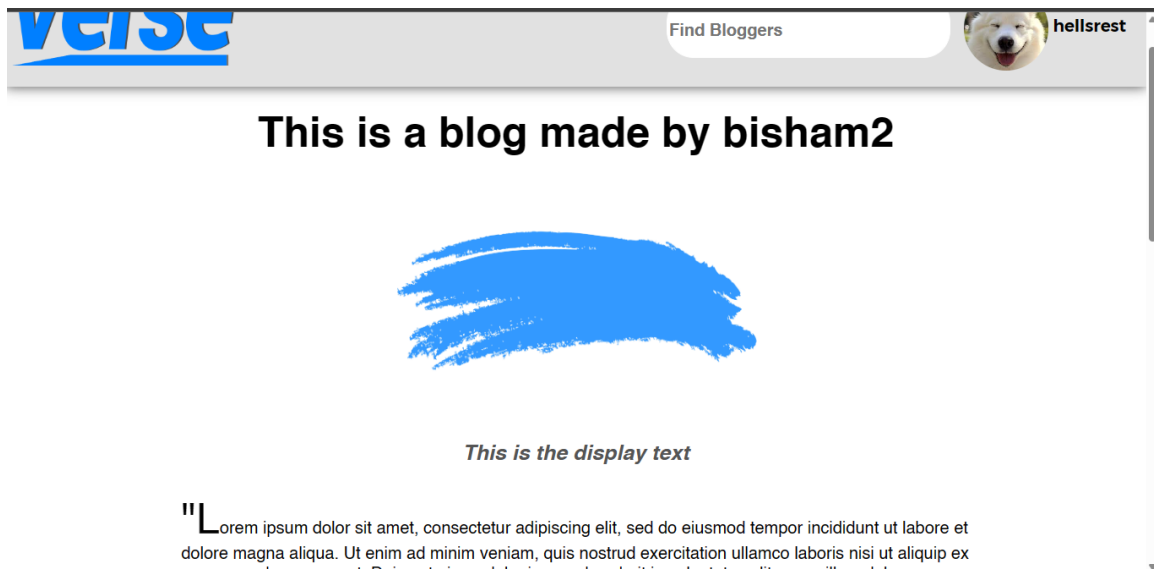 verse
Find Bloggers
hellsrest
This is a blog made by bisham2
This is the display text
"Lorem ipsum dolor sit amet, consectetur adipiscing elit, sed do eiusmod tempor incididunt ut labore et
dolore magna aliqua. Ut enim ad minim veniam, quis nostrud exercitation ullamco laboris nisi ut aliquip ex